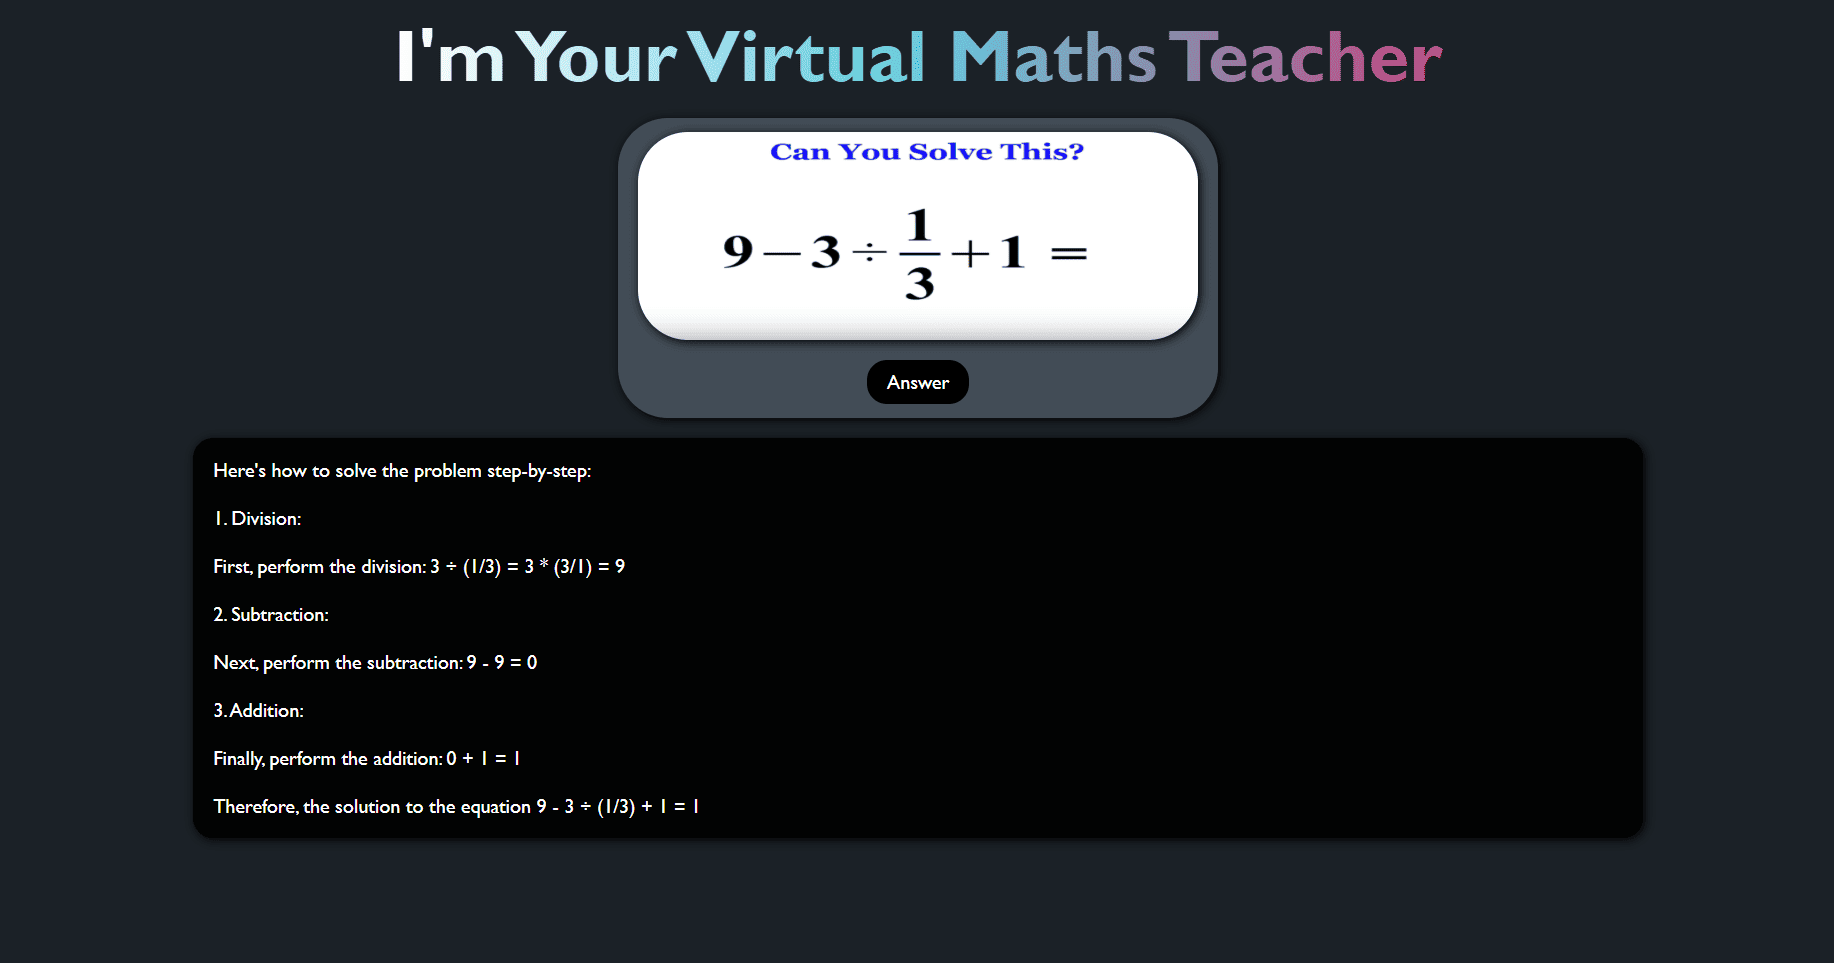 I'm Your Virtual Maths Teacher
Can You Solve This?
9 − 3 ÷ 1/3 + 1 =
Answer
Here's how to solve the problem step-by-step:
1. Division:
First, perform the division: 3 ÷ (1/3) = 3 * (3/1) = 9
2. Subtraction:
Next, perform the subtraction: 9 - 9 = 0
3. Addition:
Finally, perform the addition: 0 + 1 = 1
Therefore, the solution to the equation 9 - 3 ÷ (1/3) + 1 = 1